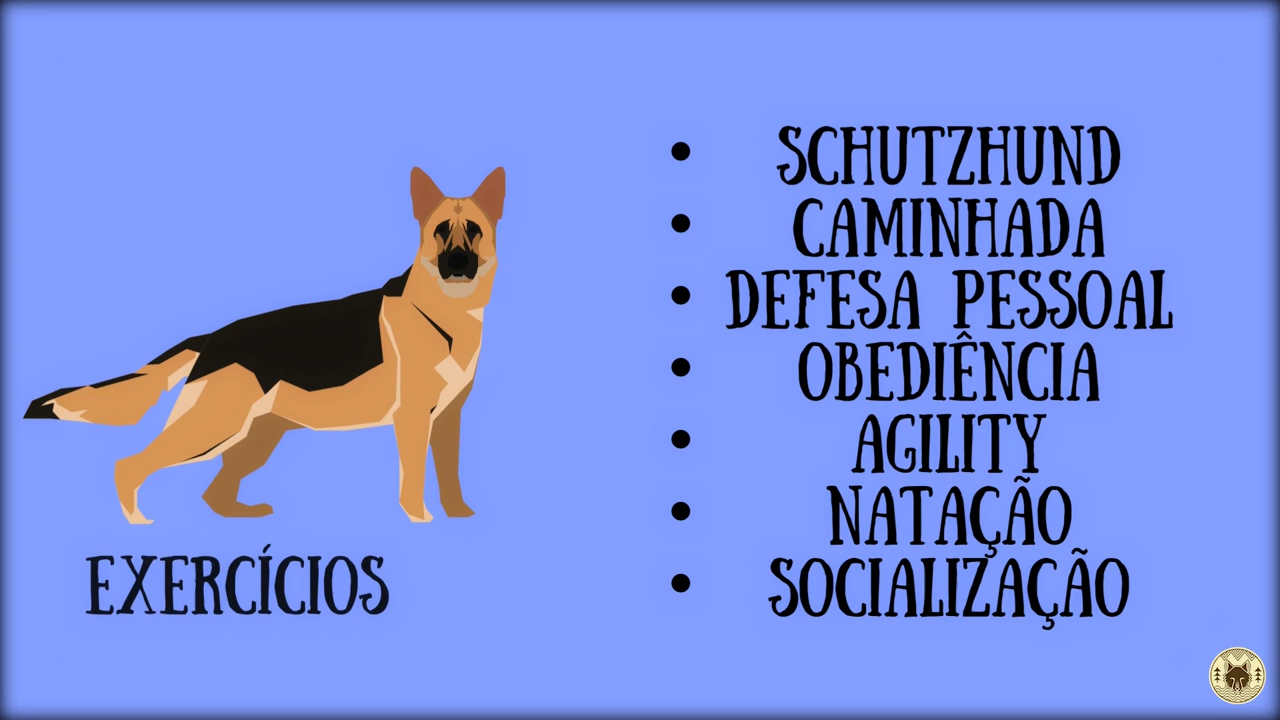 EXERCÍCIOS
• SCHUTZHUND
• CAMINHADA
• DEFESA PESSOAL
• OBEDIÊNCIA
• AGILITY
• NATAÇÃO
• SOCIALIZAÇÃO